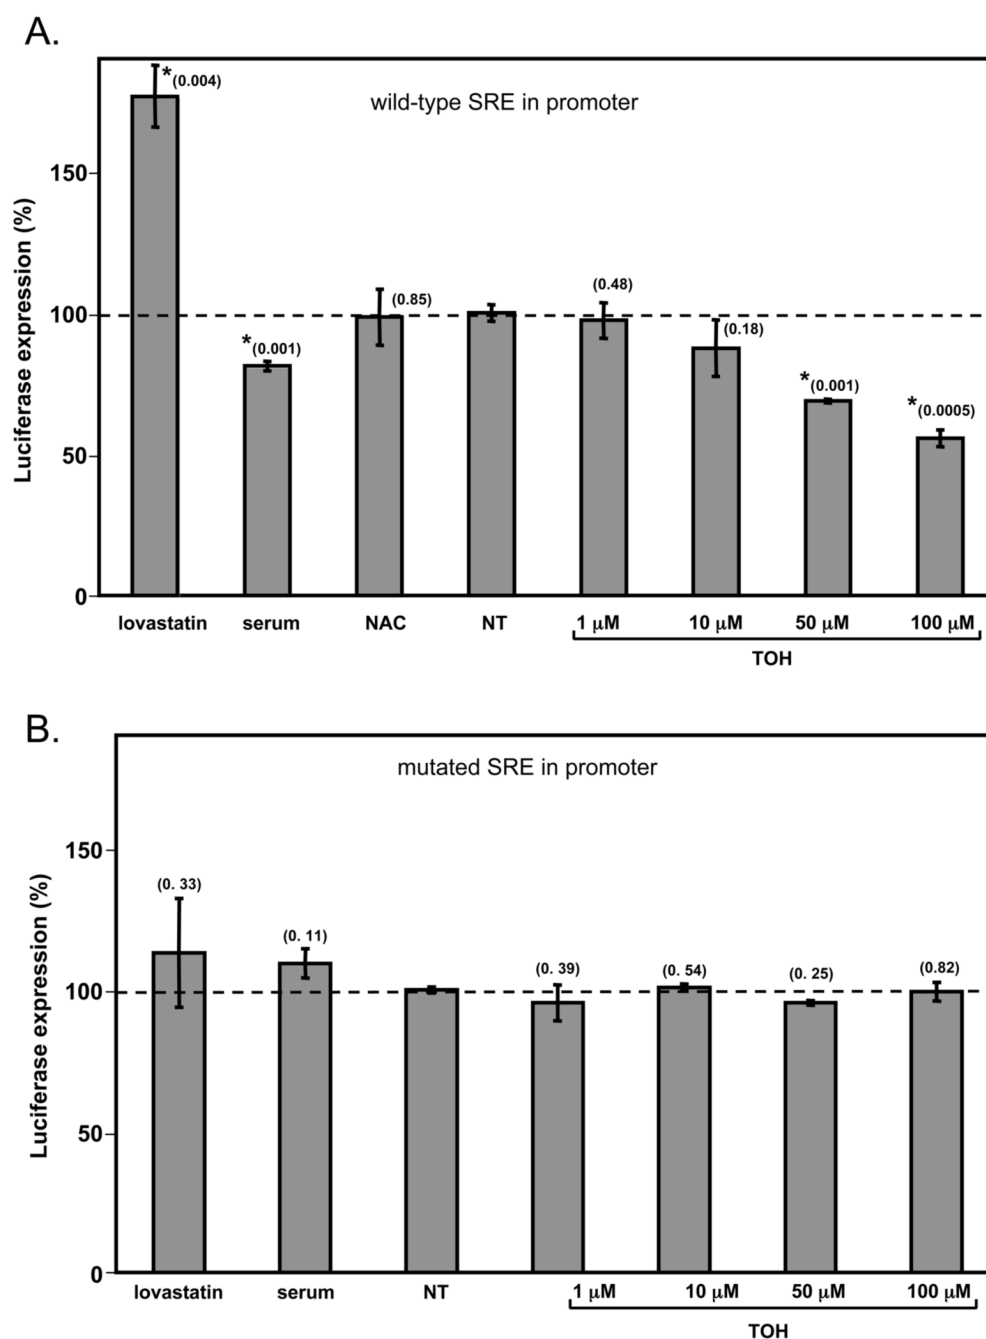 A.
*(0.004)
wild-type SRE in promoter
150
Luciferase expression (%)
100
(0.85)
(0.48)
(0.18)
*(0.001)
*(0.001)
*(0.0005)
50
0
lovastatin serum NAC NT 1 μM 10 μM 50 μM 100 μM
TOH
B.
mutated SRE in promoter
150
Luciferase expression (%)
(0. 33)
(0. 11)
(0. 39)
(0. 54)
(0. 25)
(0.82)
100
50
0
lovastatin serum NT 1 μM 10 μM 50 μM 100 μM
TOH